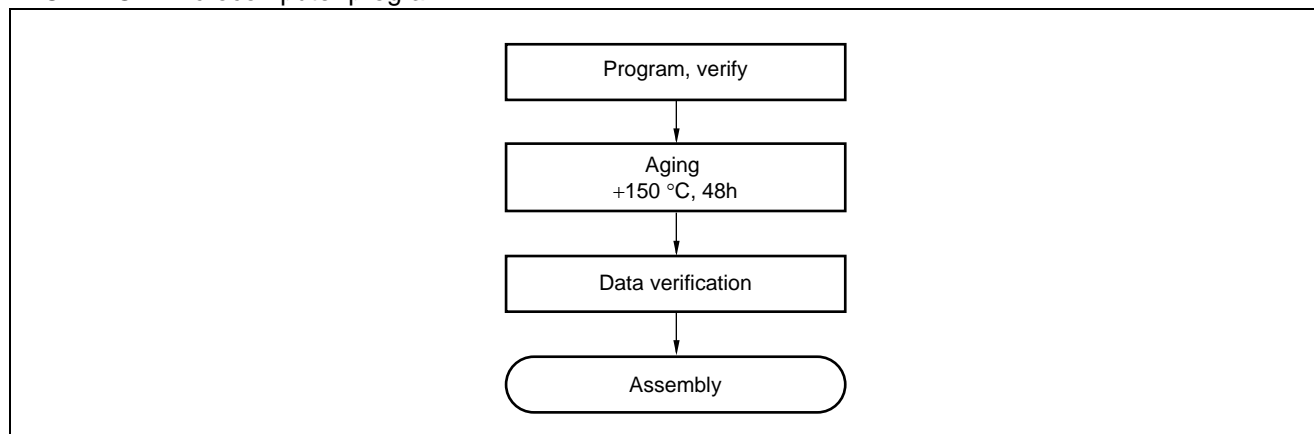 Program, verify
Aging
+150 °C, 48h
Data verification
Assembly